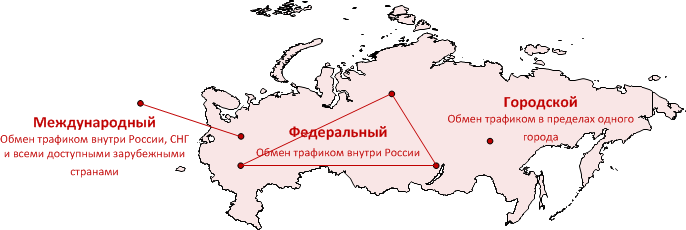 Международный
Обмен трафиком внутри России, СНГ
и всеми доступными зарубежными
странами
Федеральный
Обмен трафиком внутри России
Городской
Обмен трафиком в пределах одного
города